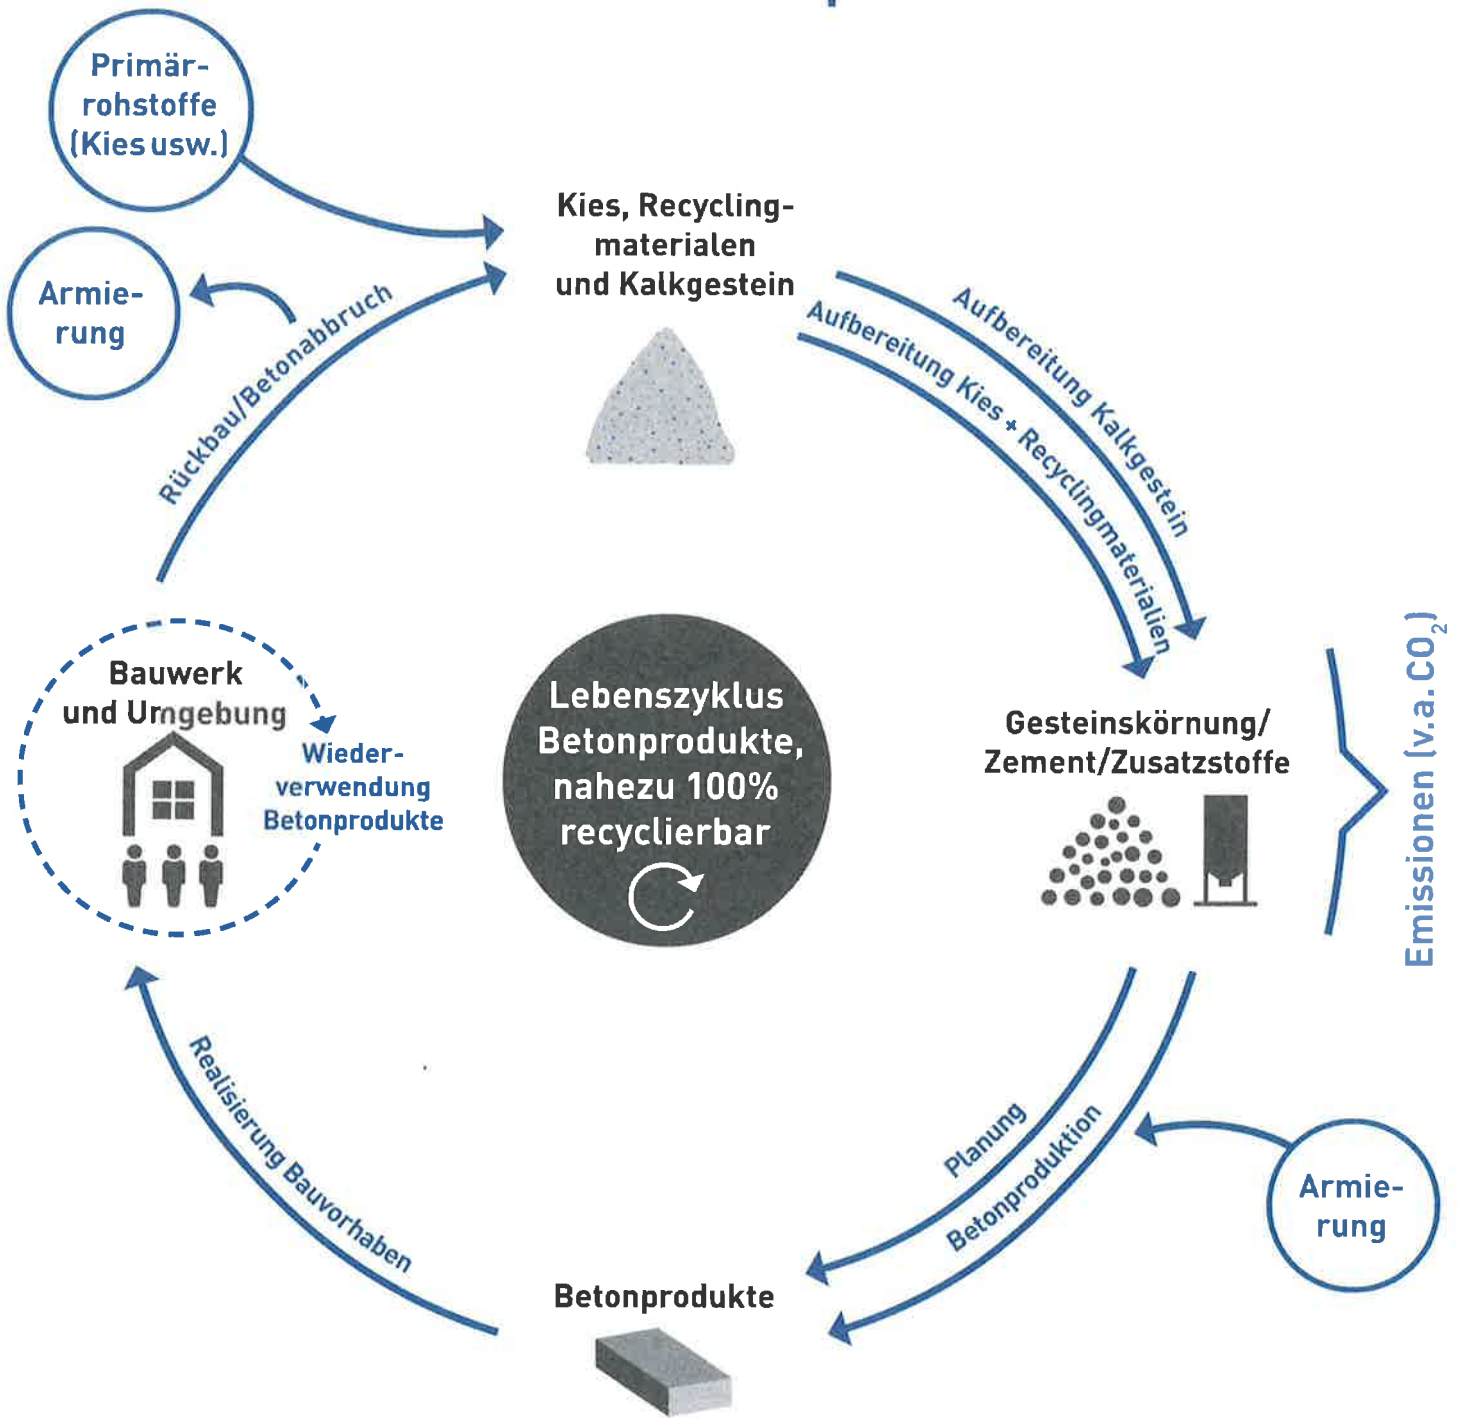 Primär-
rohstoffe
(Kies usw.)
Armie-
rung
Kies, Recycling-
materialen
und Kalkgestein
Rückbau/Betonabbruch
Aufbereitung Kalkgestein
Aufbereitung Kies + Recyclingmaterialien
Bauwerk
und Umgebung
Wieder-
verwendung
Betonprodukte
Lebenszyklus
Betonprodukte,
nahezu 100%
recyclierbar
Gesteinskörnung/
Zement/Zusatzstoffe
Emissionen (v.a. CO₂)
Realisierung Bauvorhaben
Planung
Betonproduktion
Armie-
rung
Betonprodukte